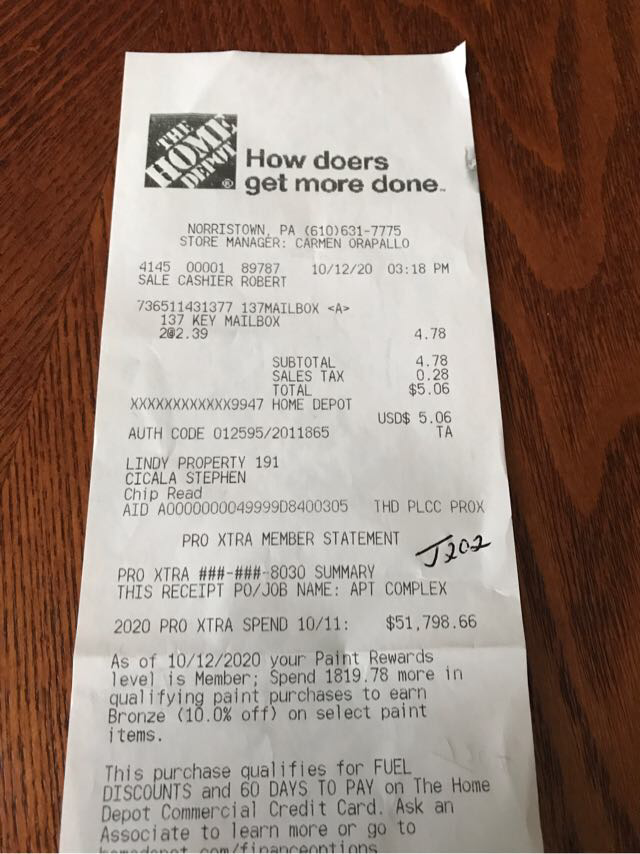 THE
HOME
DEPOT®
How doers
get more done™
NORRISTOWN, PA (610)631-7775
STORE MANAGER: CARMEN ORAPALLO
4145 00001 89787 10/12/20 03:18 PM
SALE CASHIER ROBERT
736511431377 137MAILBOX <A>
137 KEY MAILBOX
2@2.39 4.78
SUBTOTAL 4.78
SALES TAX 0.28
TOTAL $5.06
XXXXXXXXXXXX9947 HOME DEPOT
USD$ 5.06
AUTH CODE 012595/2011865 TA
LINDY PROPERTY 191
CICALA STEPHEN
Chip Read
AID A0000000049999D8400305 THD PLCC PROX
PRO XTRA MEMBER STATEMENT
J202
PRO XTRA ###-###-8030 SUMMARY
THIS RECEIPT PO/JOB NAME: APT COMPLEX
2020 PRO XTRA SPEND 10/11: $51,798.66
As of 10/12/2020 your Paint Rewards
level is Member; Spend 1819.78 more in
qualifying paint purchases to earn
Bronze (10.0% off) on select paint
items.
This purchase qualifies for FUEL
DISCOUNTS and 60 DAYS TO PAY on The Home
Depot Commercial Credit Card. Ask an
Associate to learn more or go to
homedepot.com/financeoptions